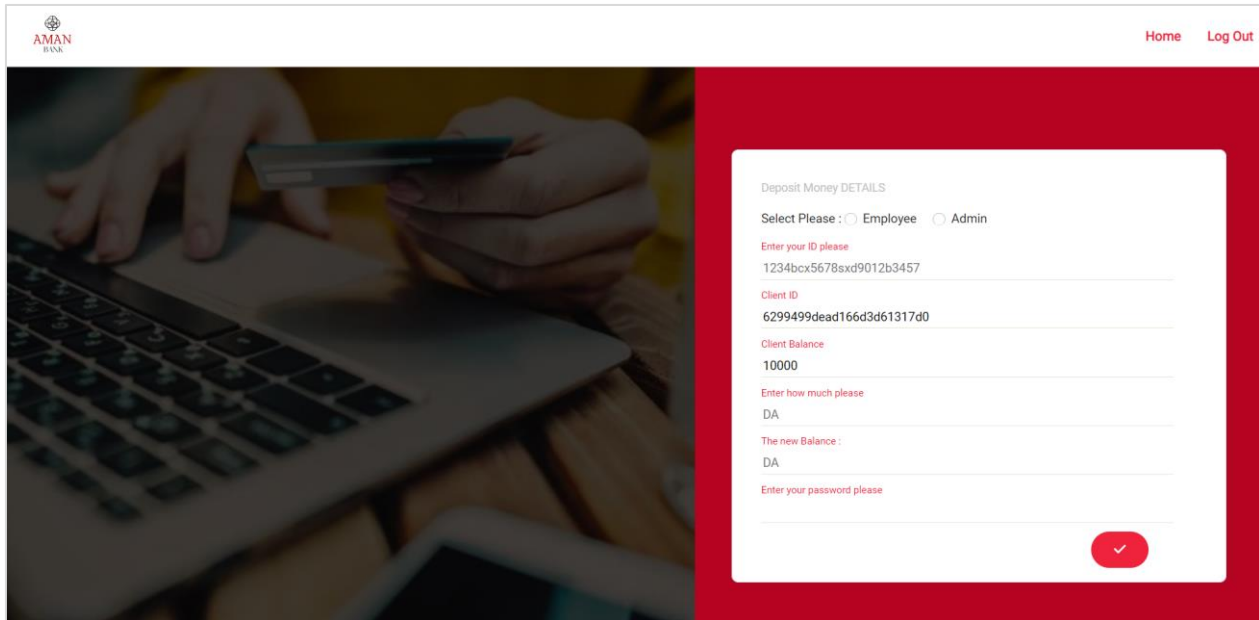 AMAN
BANK
Home Log Out
Deposit Money DETAILS
Select Please : Employee Admin
Enter your ID please
1234bcx5678sxd9012b3457
Client ID
6299499dead166d3d61317d0
Client Balance
10000
Enter how much please
DA
The new Balance :
DA
Enter your password please